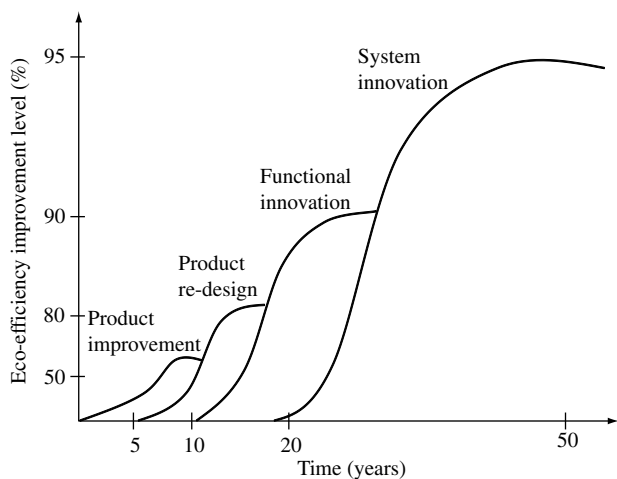 Eco-efficiency improvement level (%)
95
90
80
50
System
innovation
Functional
innovation
Product
re-design
Product
improvement
5
10
20
50
Time (years)